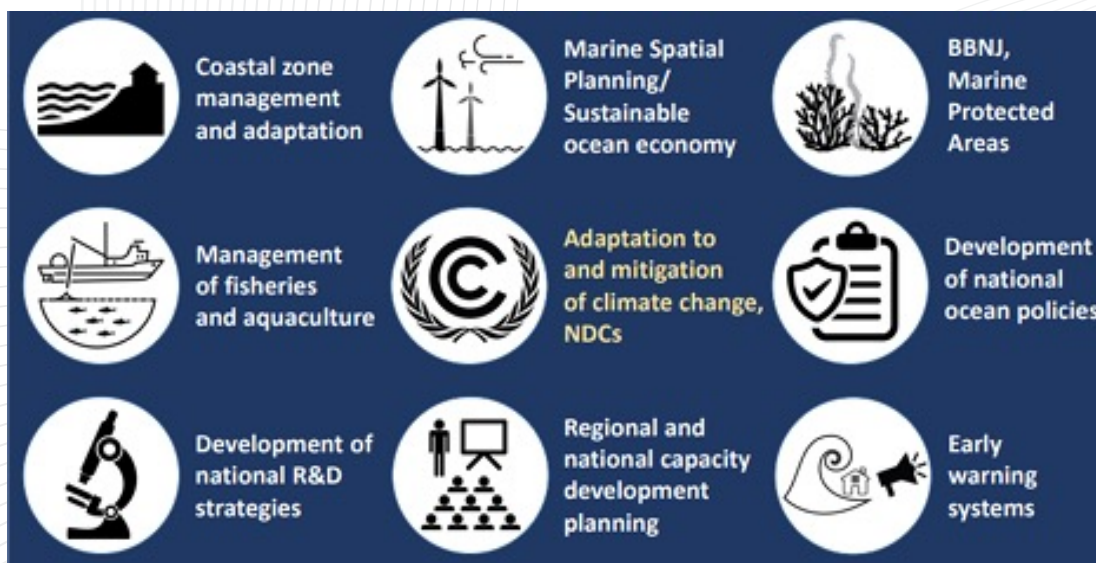 Coastal zone
management
and adaptation
Marine Spatial
Planning/
Sustainable
ocean economy
BBNJ,
Marine
Protected
Areas
Management
of fisheries
and aquaculture
Adaptation to
and mitigation
of climate change,
NDCs
Development
of national
ocean policies
Development of
national R&D
strategies
Regional and
national capacity
development
planning
Early
warning
systems